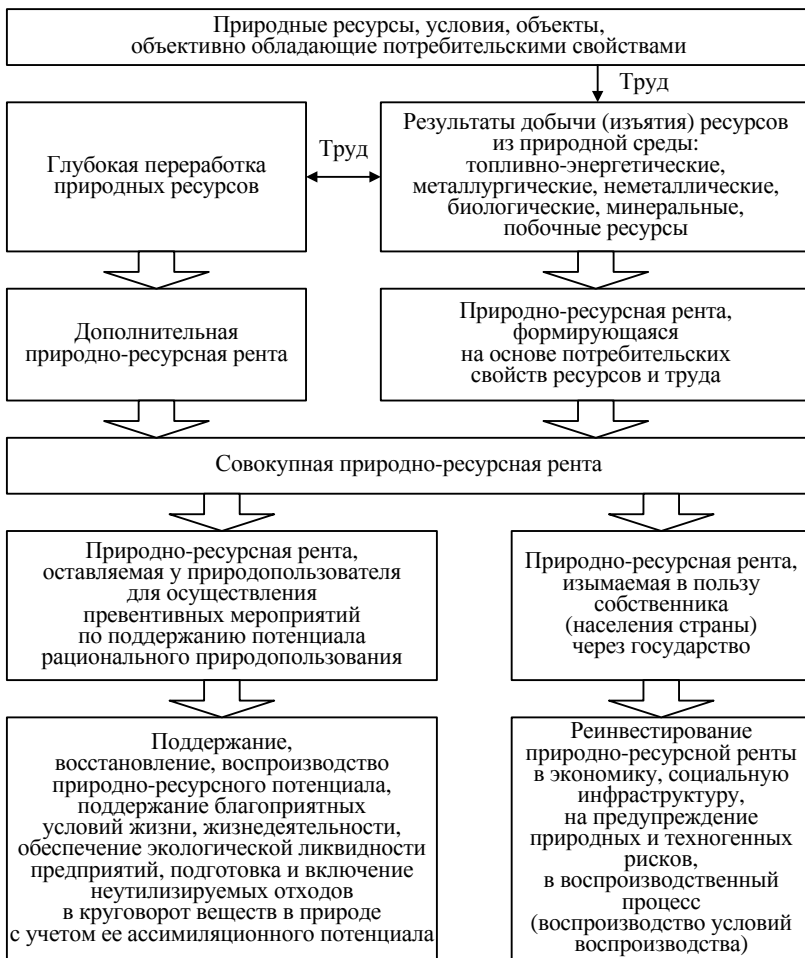 Природные ресурсы, условия, объекты,
объективно обладающие потребительскими свойствами
Труд
Глубокая переработка
природных ресурсов
Труд
Результаты добычи (изъятия) ресурсов
из природной среды:
топливно-энергетические,
металлургические, неметаллические,
биологические, минеральные,
побочные ресурсы
Дополнительная
природно-ресурсная рента
Природно-ресурсная рента,
формирующаяся
на основе потребительских
свойств ресурсов и труда
Совокупная природно-ресурсная рента
Природно-ресурсная рента,
оставляемая у природопользователя
для осуществления
превентивных мероприятий
по поддержанию потенциала
рационального природопользования
Природно-ресурсная рента,
изымаемая в пользу
собственника
(населения страны)
через государство
Поддержание,
восстановление, воспроизводство
природно-ресурсного потенциала,
поддержание благоприятных
условий жизни, жизнедеятельности,
обеспечение экологической ликвидности
предприятий, подготовка и включение
неутилизируемых отходов
в круговорот веществ в природе
с учетом ее ассимиляционного потенциала
Реинвестирование
природно-ресурсной ренты
в экономику, социальную
инфраструктуру,
на предупреждение
природных и техногенных
рисков,
в воспроизводственный
процесс
(воспроизводство условий
воспроизводства)